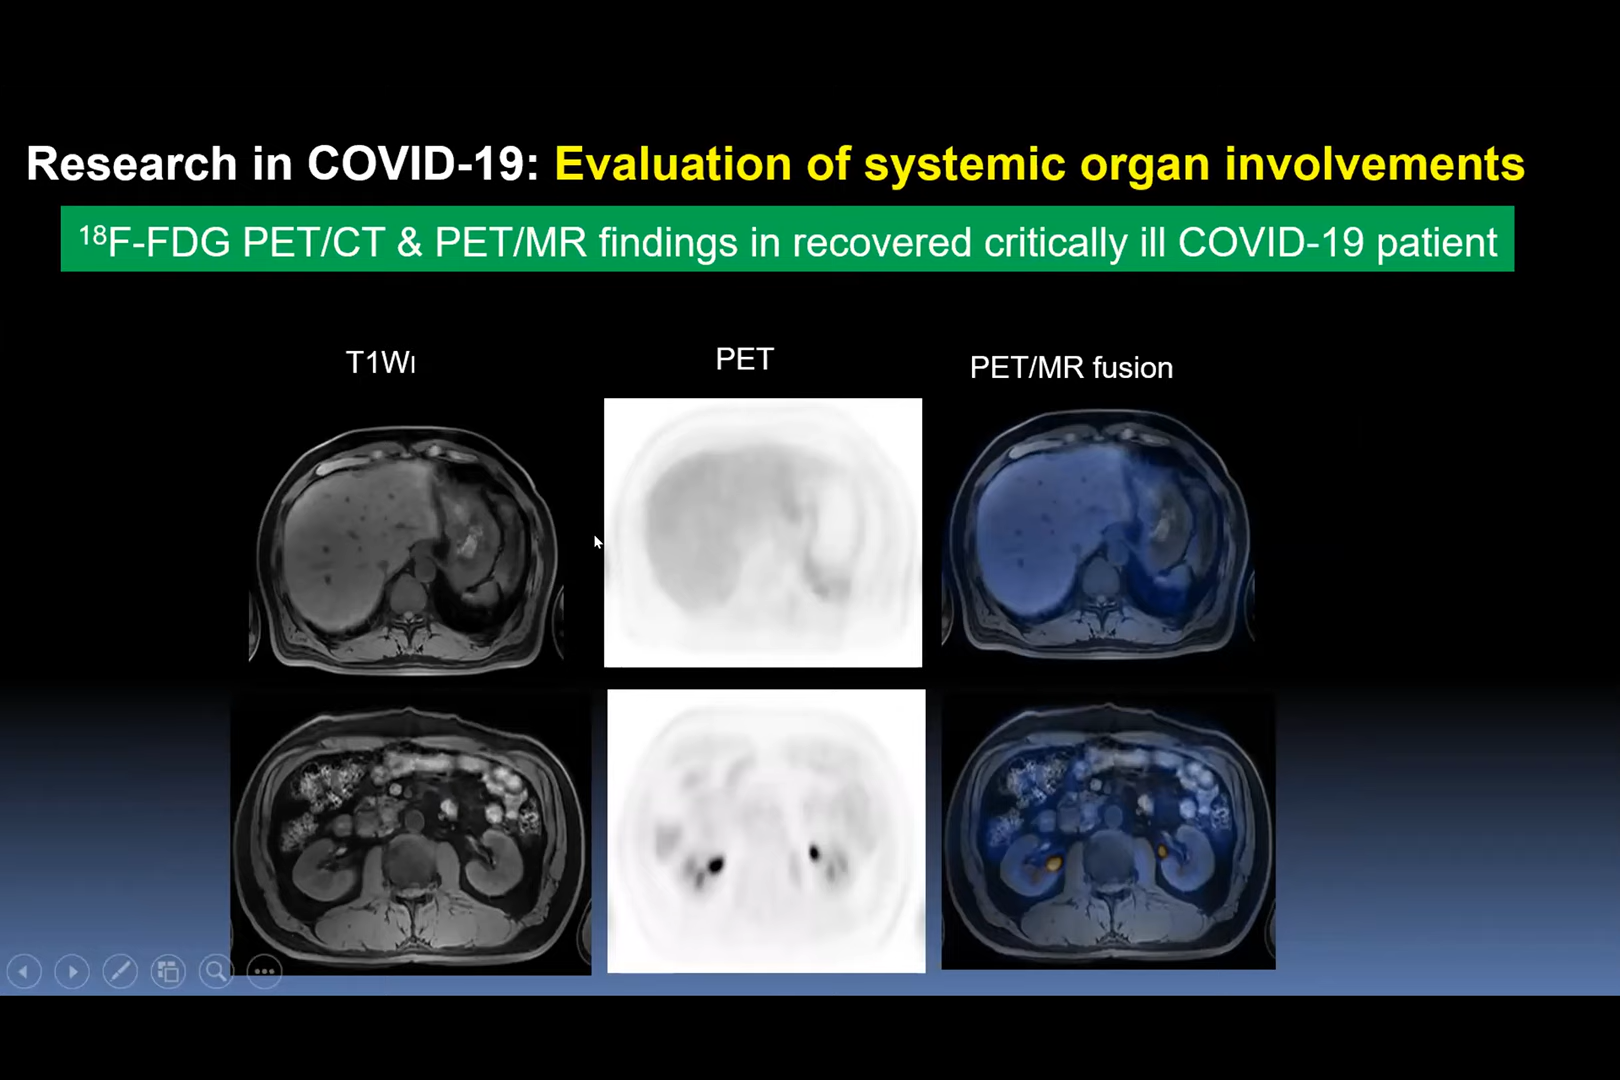 Research in COVID-19: Evaluation of systemic organ involvements
¹⁸F-FDG PET/CT & PET/MR findings in recovered critically ill COVID-19 patient
T1WI
PET
PET/MR fusion